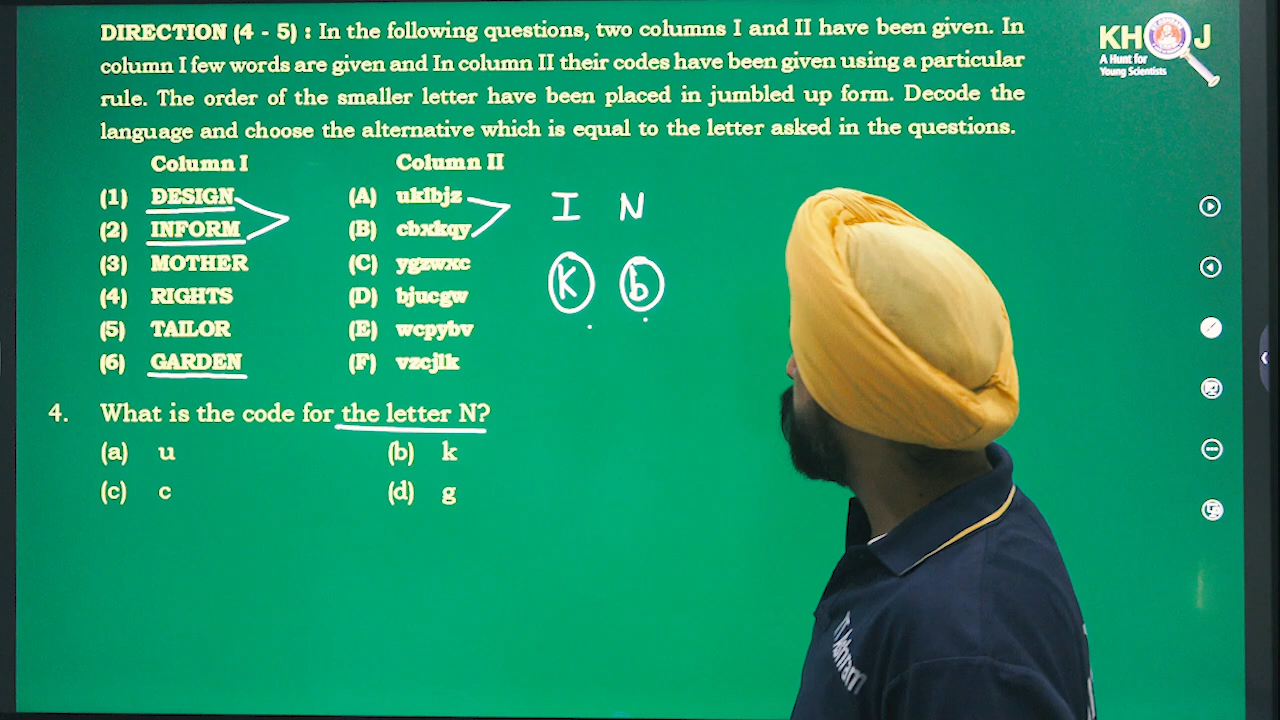 DIRECTION (4 - 5) : In the following questions, two columns I and II have been given. In
column I few words are given and In column II their codes have been given using a particular
rule. The order of the smaller letter have been placed in jumbled up form. Decode the
language and choose the alternative which is equal to the letter asked in the questions.
KHOJ
A Hunt for
Young Scientists
Column I Column II
(1) DESIGN (A) uklbjz I N
(2) INFORM (B) cbxkqy
(3) MOTHER (C) ygzwxc K b
(4) RIGHTS (D) bjucgw
(5) TAILOR (E) wcpybv
(6) GARDEN (F) vzcjlk
4. What is the code for the letter N?
(a) u (b) k
(c) c (d) g